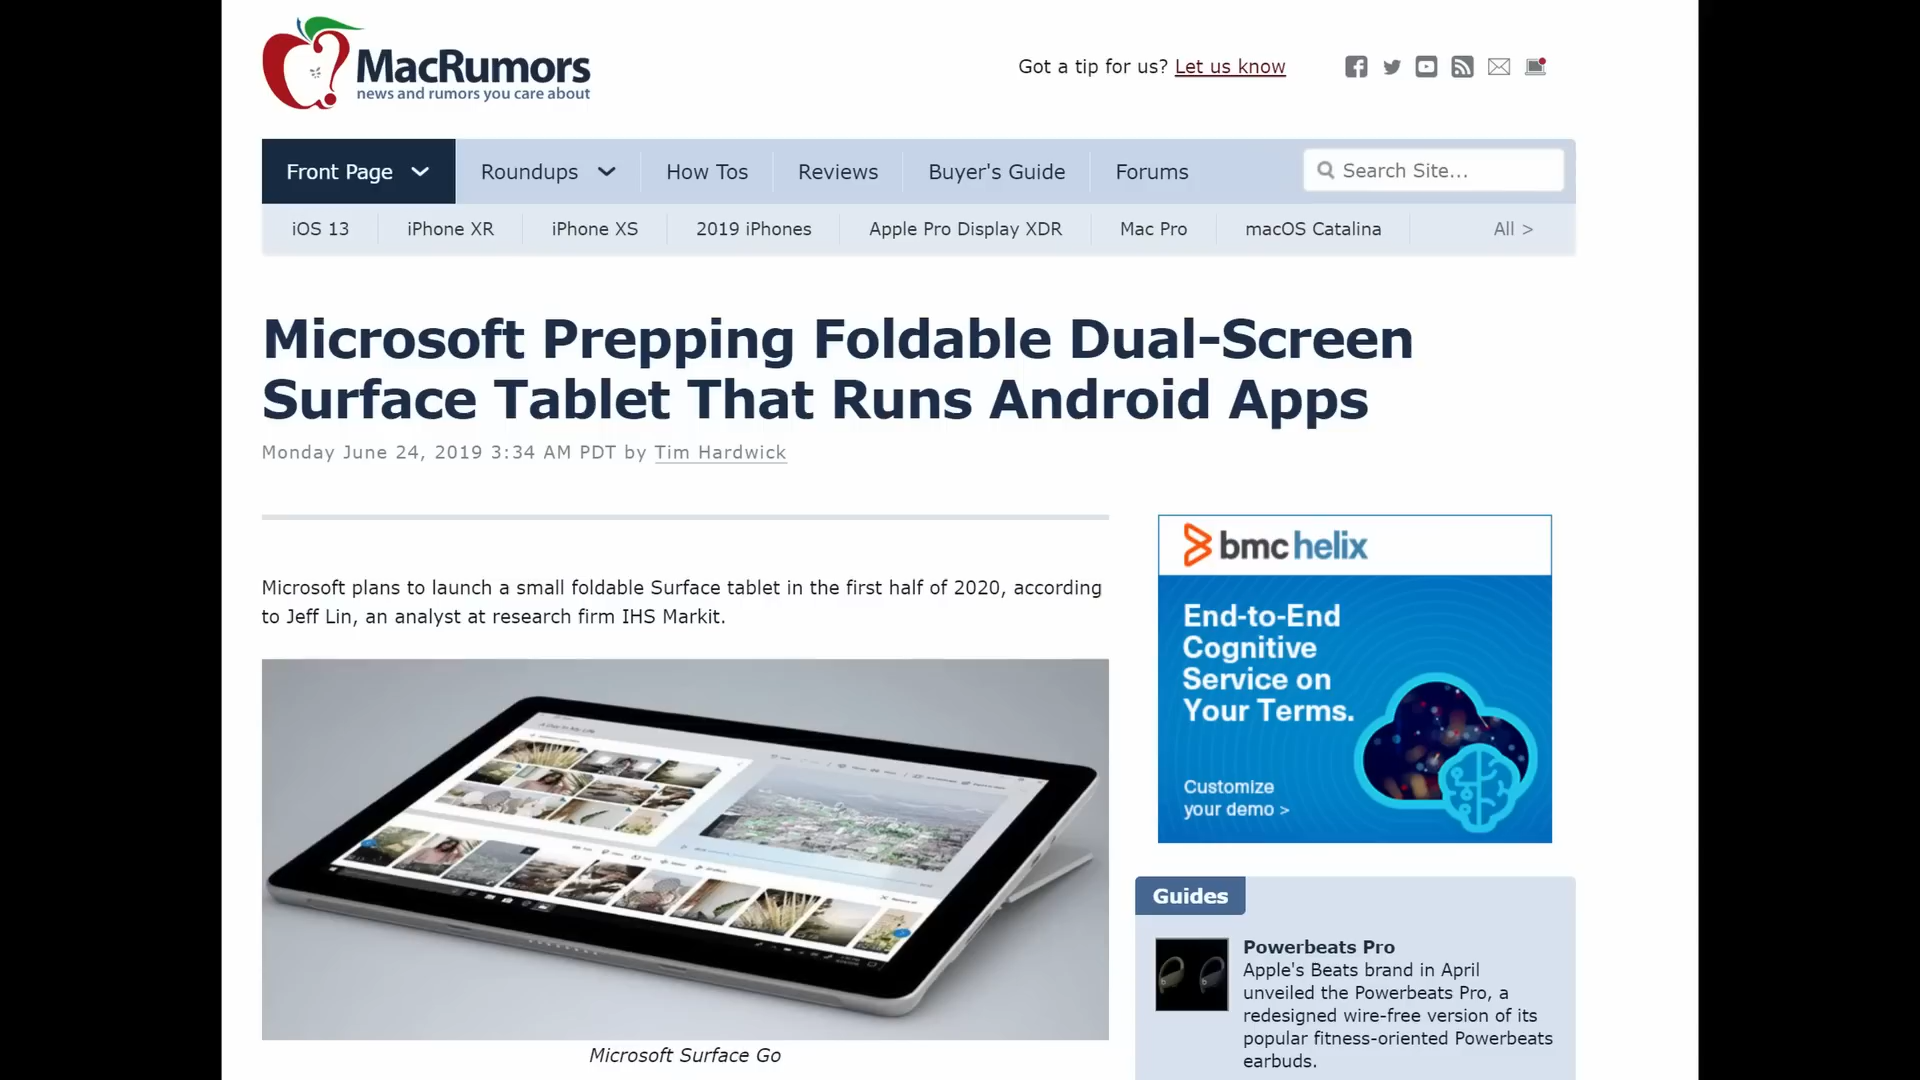 MacRumors
news and rumors you care about
Got a tip for us? Let us know
Front Page
Roundups
How Tos
Reviews
Buyer's Guide
Forums
Search Site...
iOS 13
iPhone XR
iPhone XS
2019 iPhones
Apple Pro Display XDR
Mac Pro
macOS Catalina
All >
Microsoft Prepping Foldable Dual-Screen
Surface Tablet That Runs Android Apps
Monday June 24, 2019 3:34 AM PDT by Tim Hardwick
Microsoft plans to launch a small foldable Surface tablet in the first half of 2020, according
to Jeff Lin, an analyst at research firm IHS Markit.
Microsoft Surface Go
bmc helix
End-to-End
Cognitive
Service on
Your Terms.
Customize
your demo >
Guides
Powerbeats Pro
Apple's Beats brand in April
unveiled the Powerbeats Pro, a
redesigned wire-free version of its
popular fitness-oriented Powerbeats
earbuds.